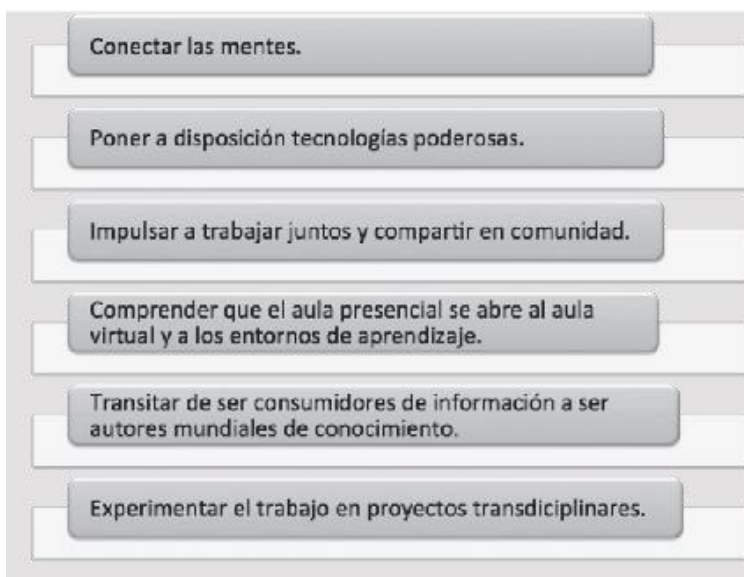 Conectar las mentes.
Poner a disposición tecnologías poderosas.
Impulsar a trabajar juntos y compartir en comunidad.
Comprender que el aula presencial se abre al aula
virtual y a los entornos de aprendizaje.
Transitar de ser consumidores de información a ser
autores mundiales de conocimiento.
Experimentar el trabajo en proyectos transdiciplinares.